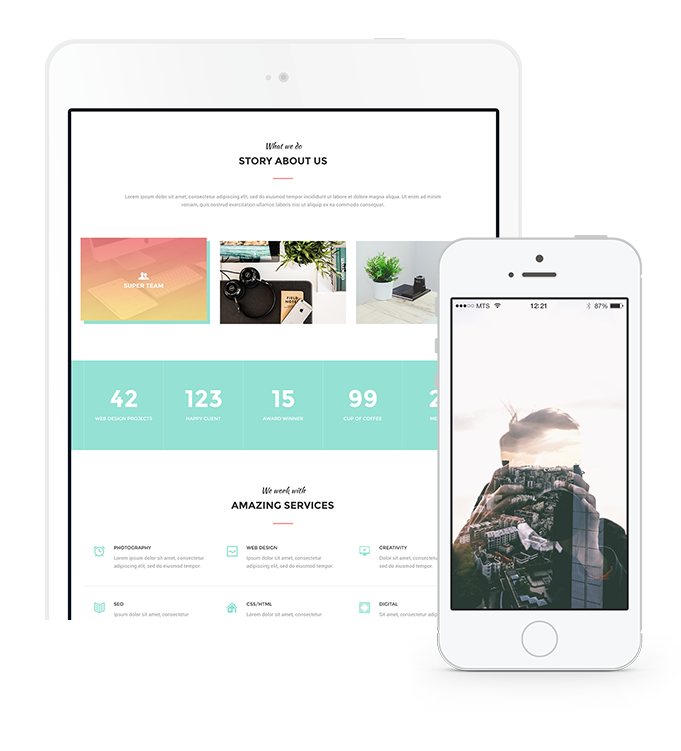 What we do
STORY ABOUT US
Lorem ipsum dolor sit amet, consectetur adipiscing elit, sed do eiusmod tempor incididunt ut labore et dolore magna aliqua. Ut enim ad minim
veniam, quis nostrud exercitation ullamco laboris nisi ut aliquip ex ea commodo consequat.
SUPER TEAM
FIELD NOTES
42
WEB DESIGN PROJECTS
123
HAPPY CLIENT
15
AWARD WINNER
99
CUP OF COFFEE
2
ME
We work with
AMAZING SERVICES
PHOTOGRAPHY
Lorem ipsum dolor sit amet, consectetur
adipiscing elit, sed do eiusmod tempor.
WEB DESIGN
Ipsum dolor sit amet, consectetur
adipiscing elit, sed do eiusmod tempor.
CREATIVITY
Dolor sit amet, consectetur
elit, sed do eiusmod tempor.
SEO
Ipsum dolor sit amet, consectetur
CSS/HTML
Lorem ipsum dolor sit amet, consectetur
DIGITAL
Sit amet, consectetur adipiscing
MTS
12:21
87%